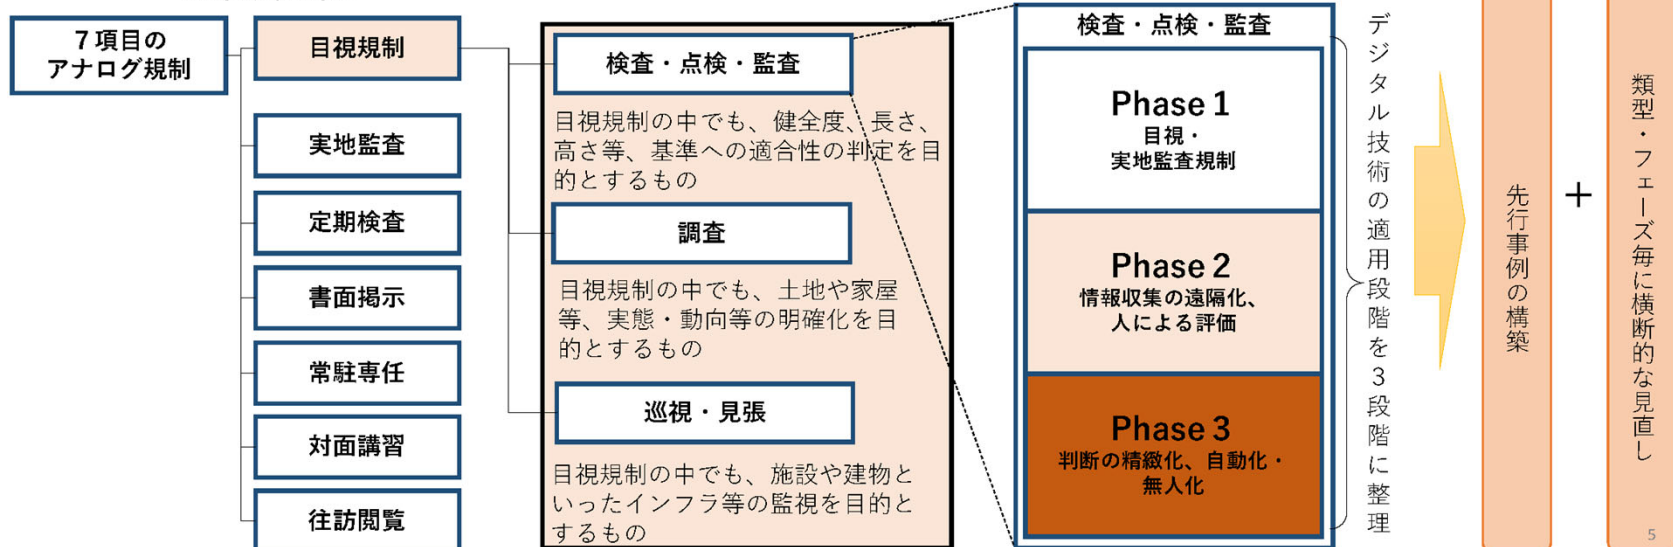 7項目の
アナログ規制
目視規制
実地監査
定期検査
書面掲示
常駐専任
対面講習
往訪閲覧
検査・点検・監査
目視規制の中でも、健全度、長さ、
高さ等、基準への適合性の判定を目
的とするもの
調査
目視規制の中でも、土地や家屋
等、実態・動向等の明確化を目
的とするもの
巡視・見張
目視規制の中でも、施設や建物と
いったインフラ等の監視を目的と
するもの
検査・点検・監査
Phase 1
目視・
実地監査規制
Phase 2
情報収集の遠隔化、
人による評価
Phase 3
判断の精緻化、自動化・
無人化
デジタル技術の適用段階を3段階に整理
先行事例の構築
+
類型・フェーズ毎に横断的な見直し
5